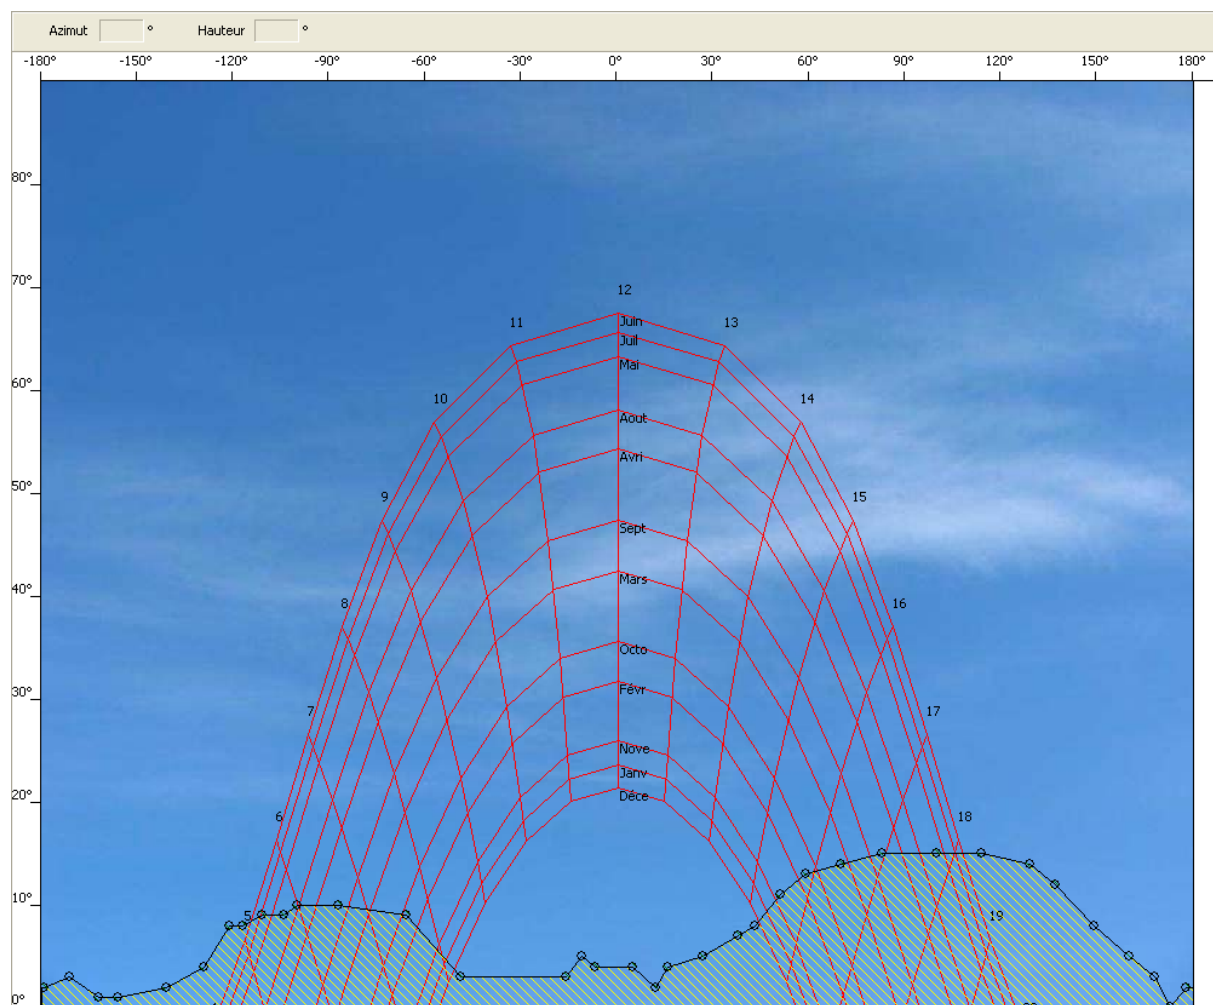 Azimut ° Hauteur °
-180° -150° -120° -90° -60° -30° 0° 30° 60° 90° 120° 150° 180°
80°
70°
12
11 13
Juin
Juil
60°
Mai
10 14
Aout
Avri
50°
9 15
Sept
Mars
40°
8 16
Octo
30°
Févr
7 17
Nove
Janv
20°
Déce
6 18
10°
5 19
0°